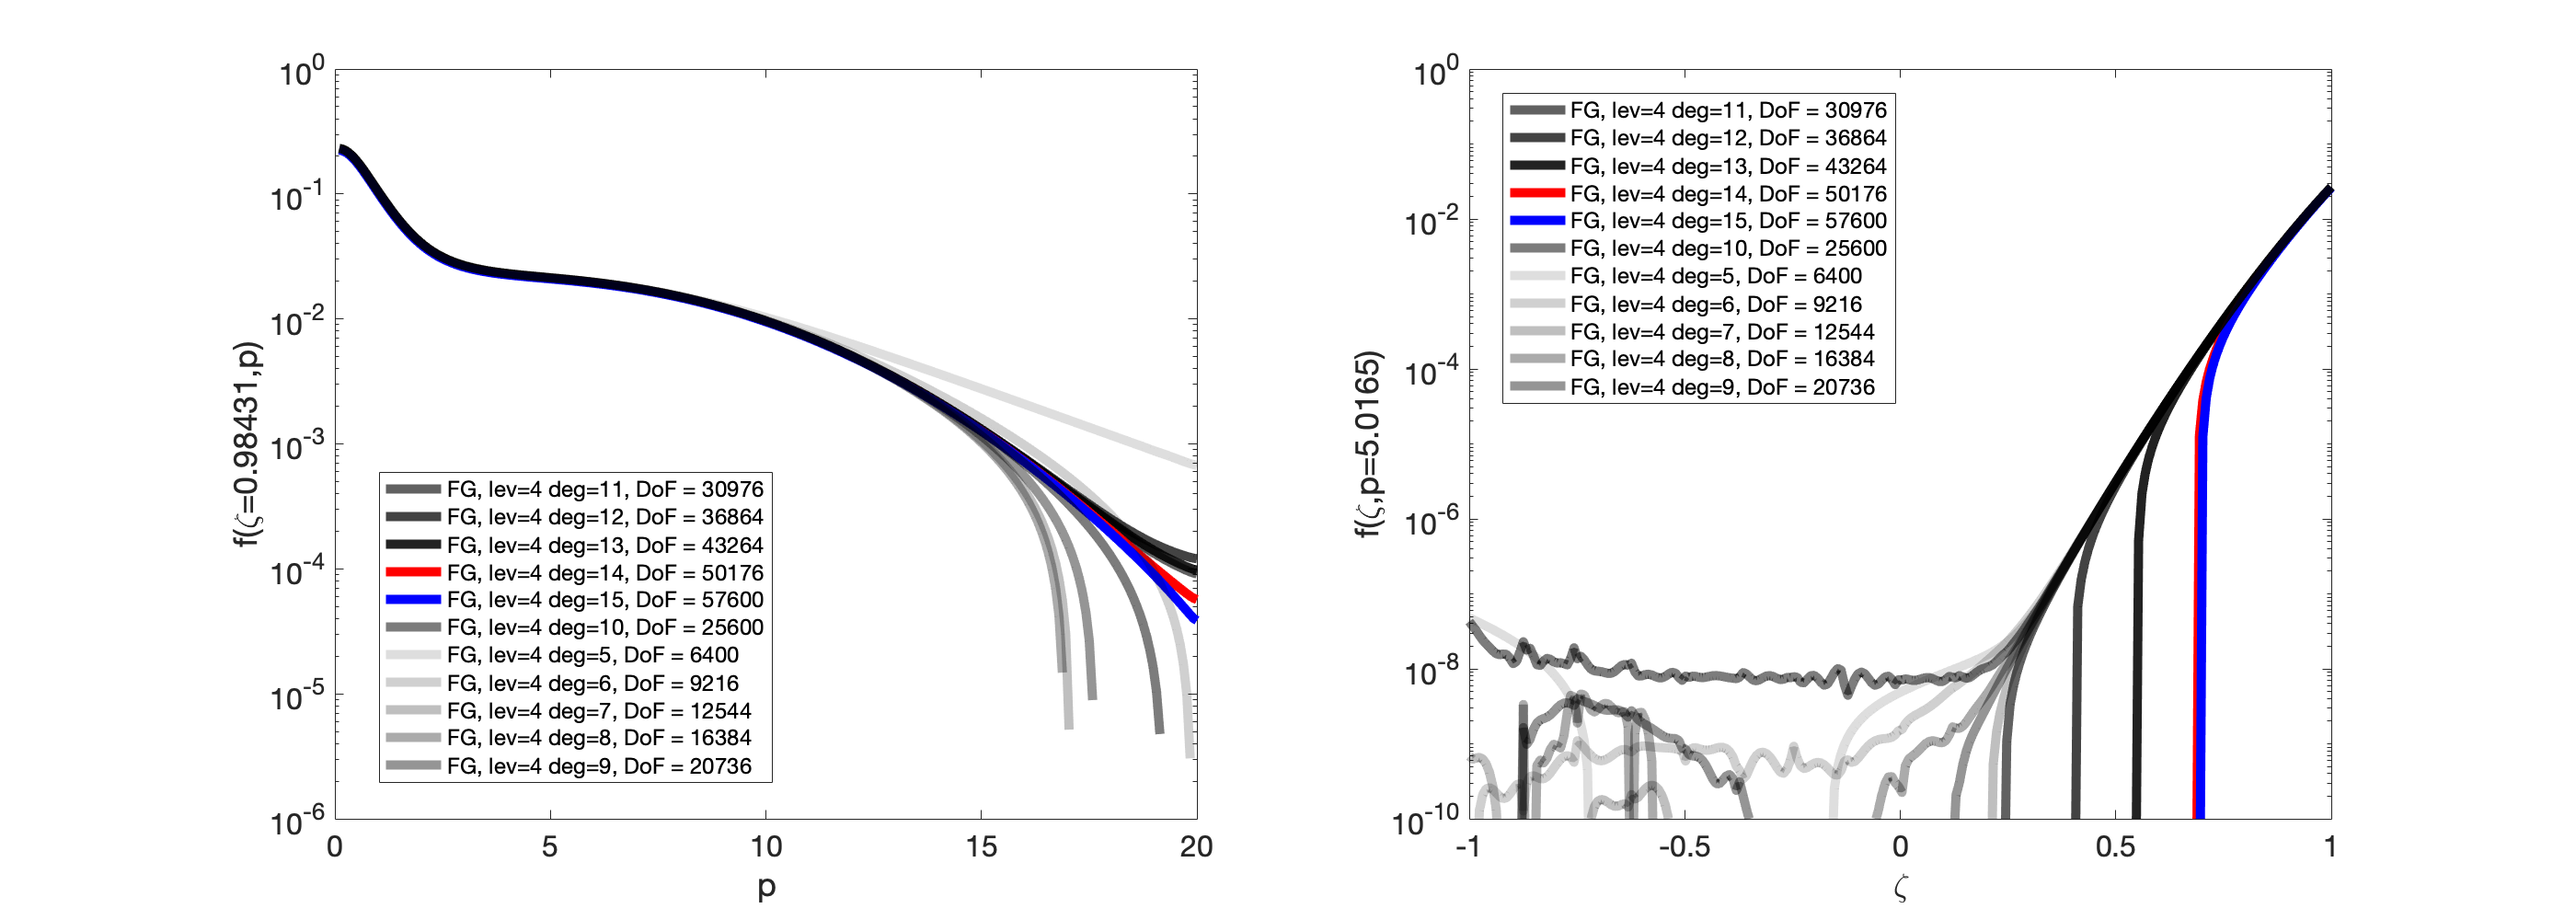 10^0
10^-1
10^-2
10^-3
10^-4
10^-5
10^-6
f(ζ=0.98431,p)
FG, lev=4 deg=11, DoF = 30976
FG, lev=4 deg=12, DoF = 36864
FG, lev=4 deg=13, DoF = 43264
FG, lev=4 deg=14, DoF = 50176
FG, lev=4 deg=15, DoF = 57600
FG, lev=4 deg=10, DoF = 25600
FG, lev=4 deg=5, DoF = 6400
FG, lev=4 deg=6, DoF = 9216
FG, lev=4 deg=7, DoF = 12544
FG, lev=4 deg=8, DoF = 16384
FG, lev=4 deg=9, DoF = 20736
0 5 10 15 20
p
10^0
10^-2
10^-4
10^-6
10^-8
10^-10
f(ζ,p=5.0165)
FG, lev=4 deg=11, DoF = 30976
FG, lev=4 deg=12, DoF = 36864
FG, lev=4 deg=13, DoF = 43264
FG, lev=4 deg=14, DoF = 50176
FG, lev=4 deg=15, DoF = 57600
FG, lev=4 deg=10, DoF = 25600
FG, lev=4 deg=5, DoF = 6400
FG, lev=4 deg=6, DoF = 9216
FG, lev=4 deg=7, DoF = 12544
FG, lev=4 deg=8, DoF = 16384
FG, lev=4 deg=9, DoF = 20736
-1 -0.5 0 0.5 1
ζ